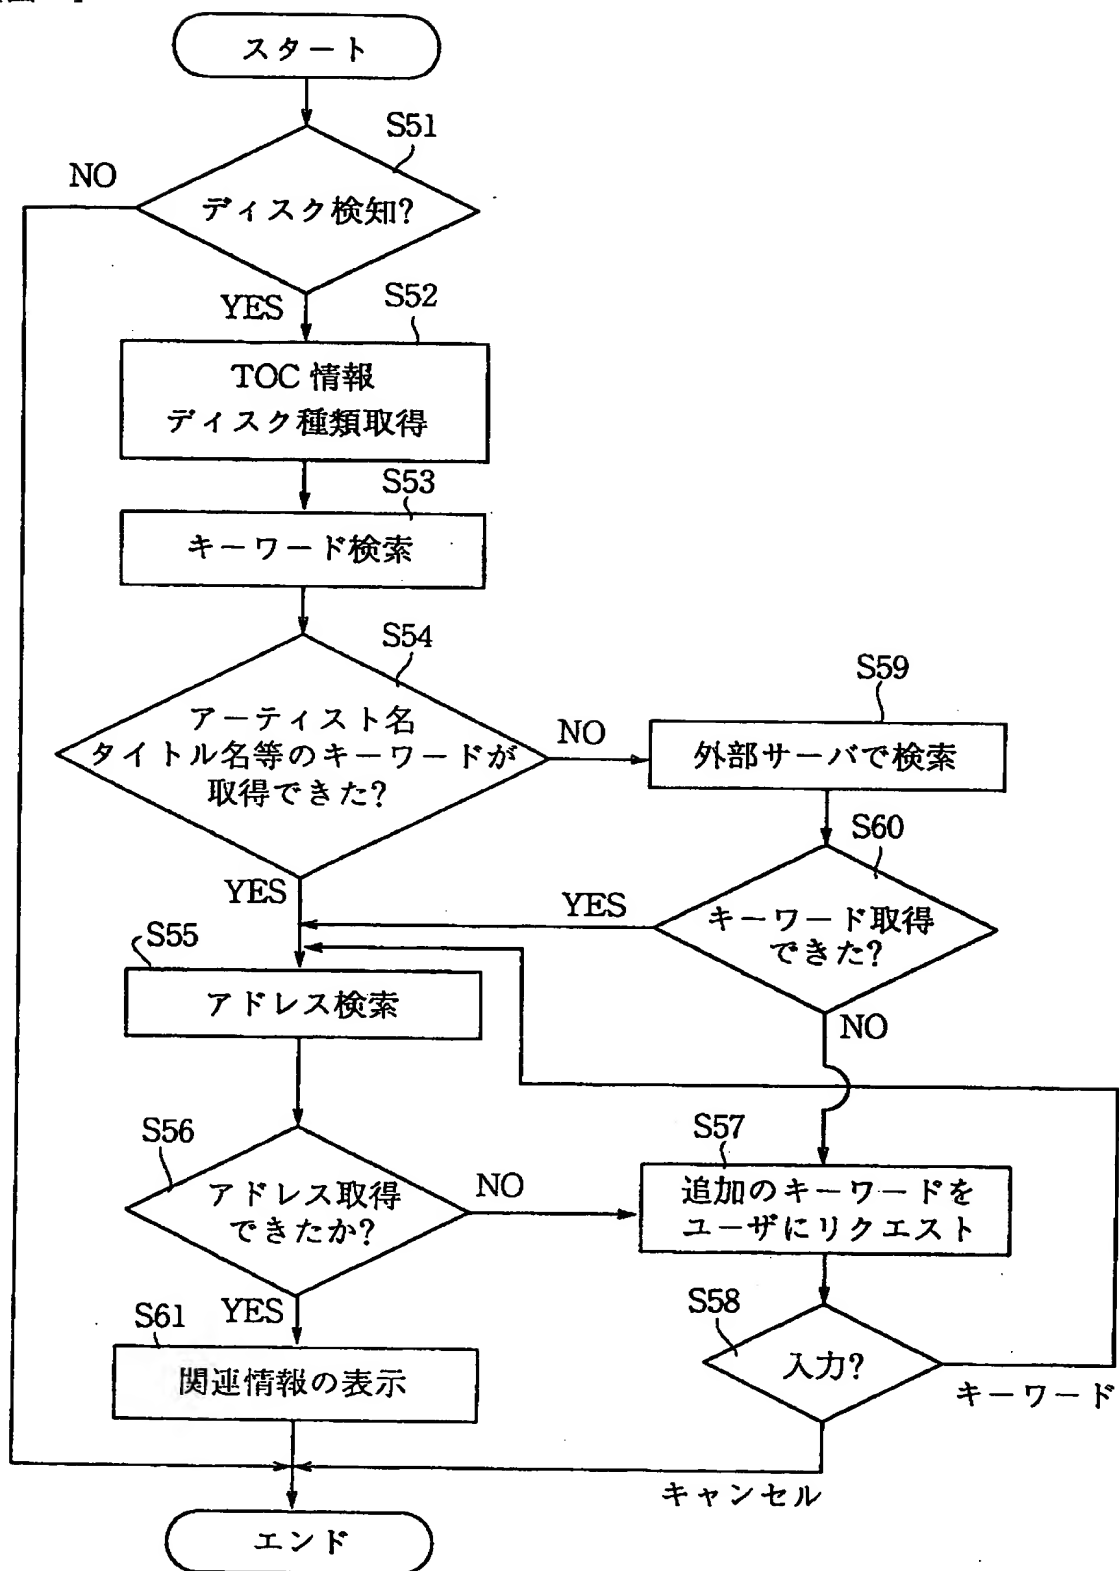 スタート
S51
NO
ディスク検知?
YES
S52
TOC 情報
ディスク種類取得
S53
キーワード検索
S54
アーティスト名
タイトル名等のキーワードが
取得できた?
NO
S59
外部サーバで検索
S60
YES
YES
キーワード取得
できた?
S55
アドレス検索
NO
S56
アドレス取得
できたか?
NO
S57
追加のキーワードを
ユーザにリクエスト
YES
S61
関連情報の表示
S58
入力?
キーワード
キャンセル
エンド